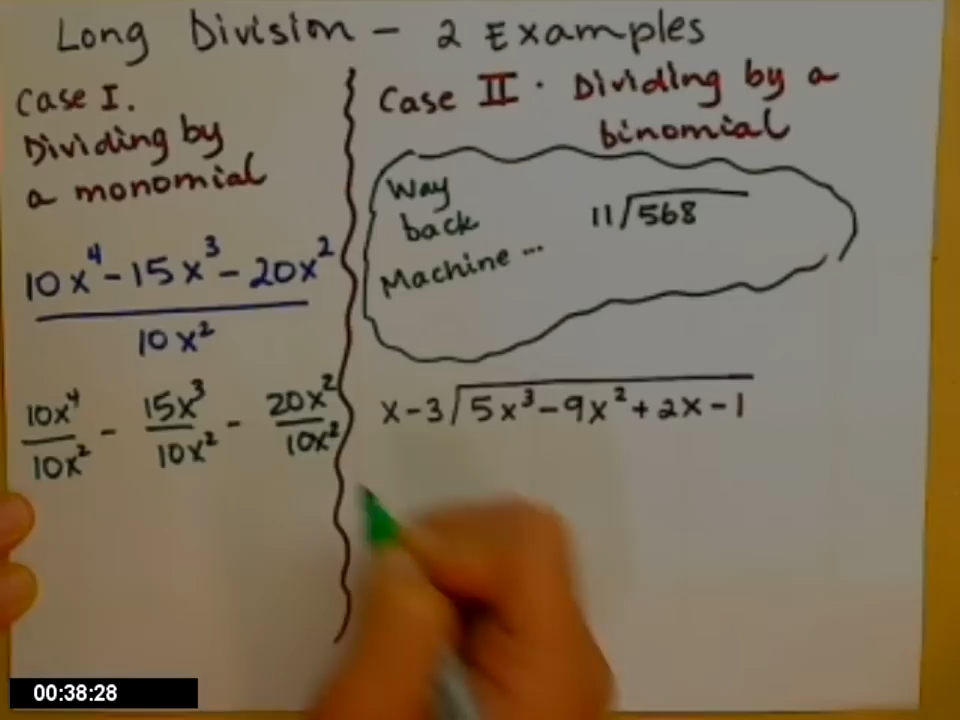 Long Division - 2 Examples
Case I.
Dividing by
a monomial
10x⁴ - 15x³ - 20x²
10x²
10x⁴/10x² - 15x³/10x² - 20x²/10x²
Case II. Dividing by a
binomial
Way
back
Machine ...
11)568
x-3)5x³-9x²+2x-1
00:38:28